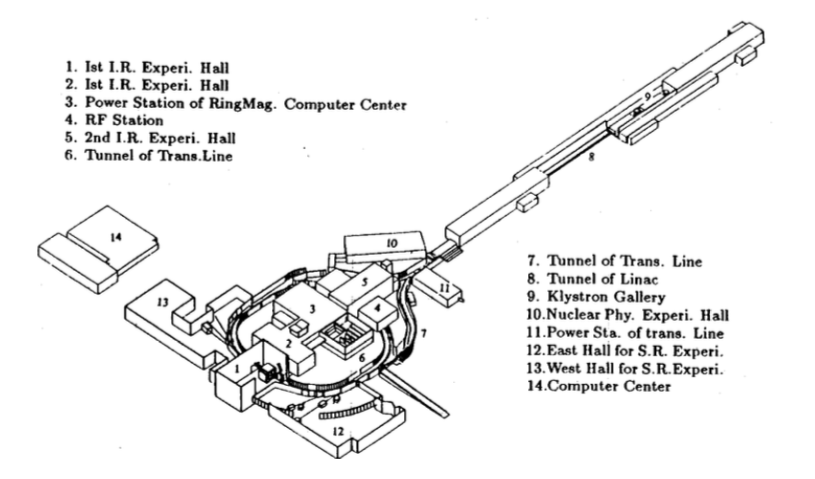 1. Ist I.R. Experi. Hall
2. Ist I.R. Experi. Hall
3. Power Station of RingMag. Computer Center
4. RF Station
5. 2nd I.R. Experi. Hall
6. Tunnel of Trans.Line
9
8
14
10
7. Tunnel of Trans. Line
8. Tunnel of Linac
9. Klystron Gallery
10.Nuclear Phy. Experi. Hall
11.Power Sta. of trans. Line
12.East Hall for S.R. Experi.
13.West Hall for S.R.Experi.
14.Computer Center
5
11
13
3
4
7
2
6
1
12